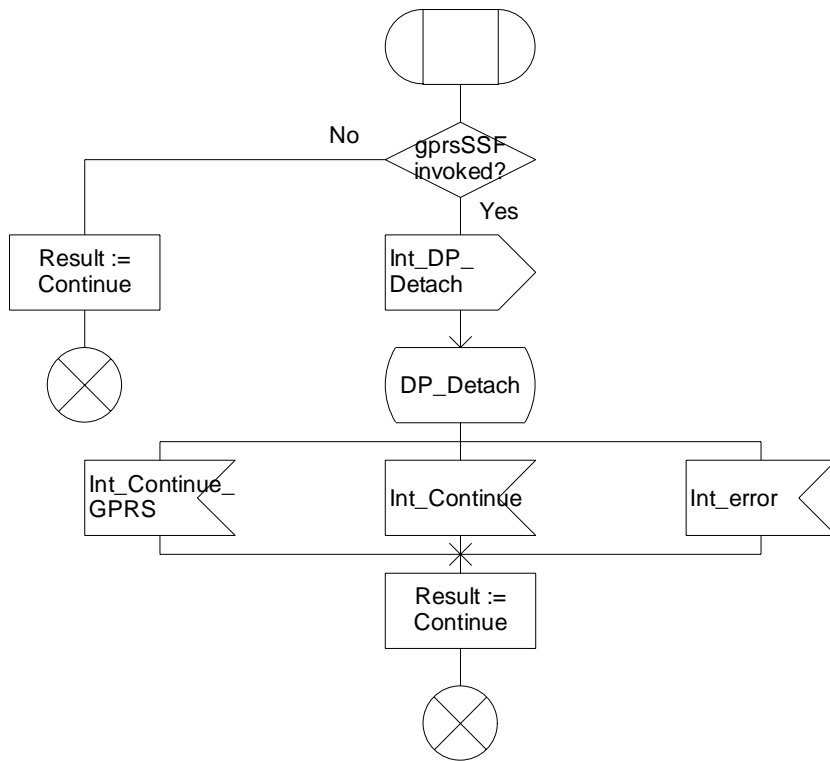 gprsSSF
invoked?
No
Yes
Result :=
Continue
Int_DP_
Detach
DP_Detach
Int_Continue_
GPRS
Int_Continue
Int_error
Result :=
Continue